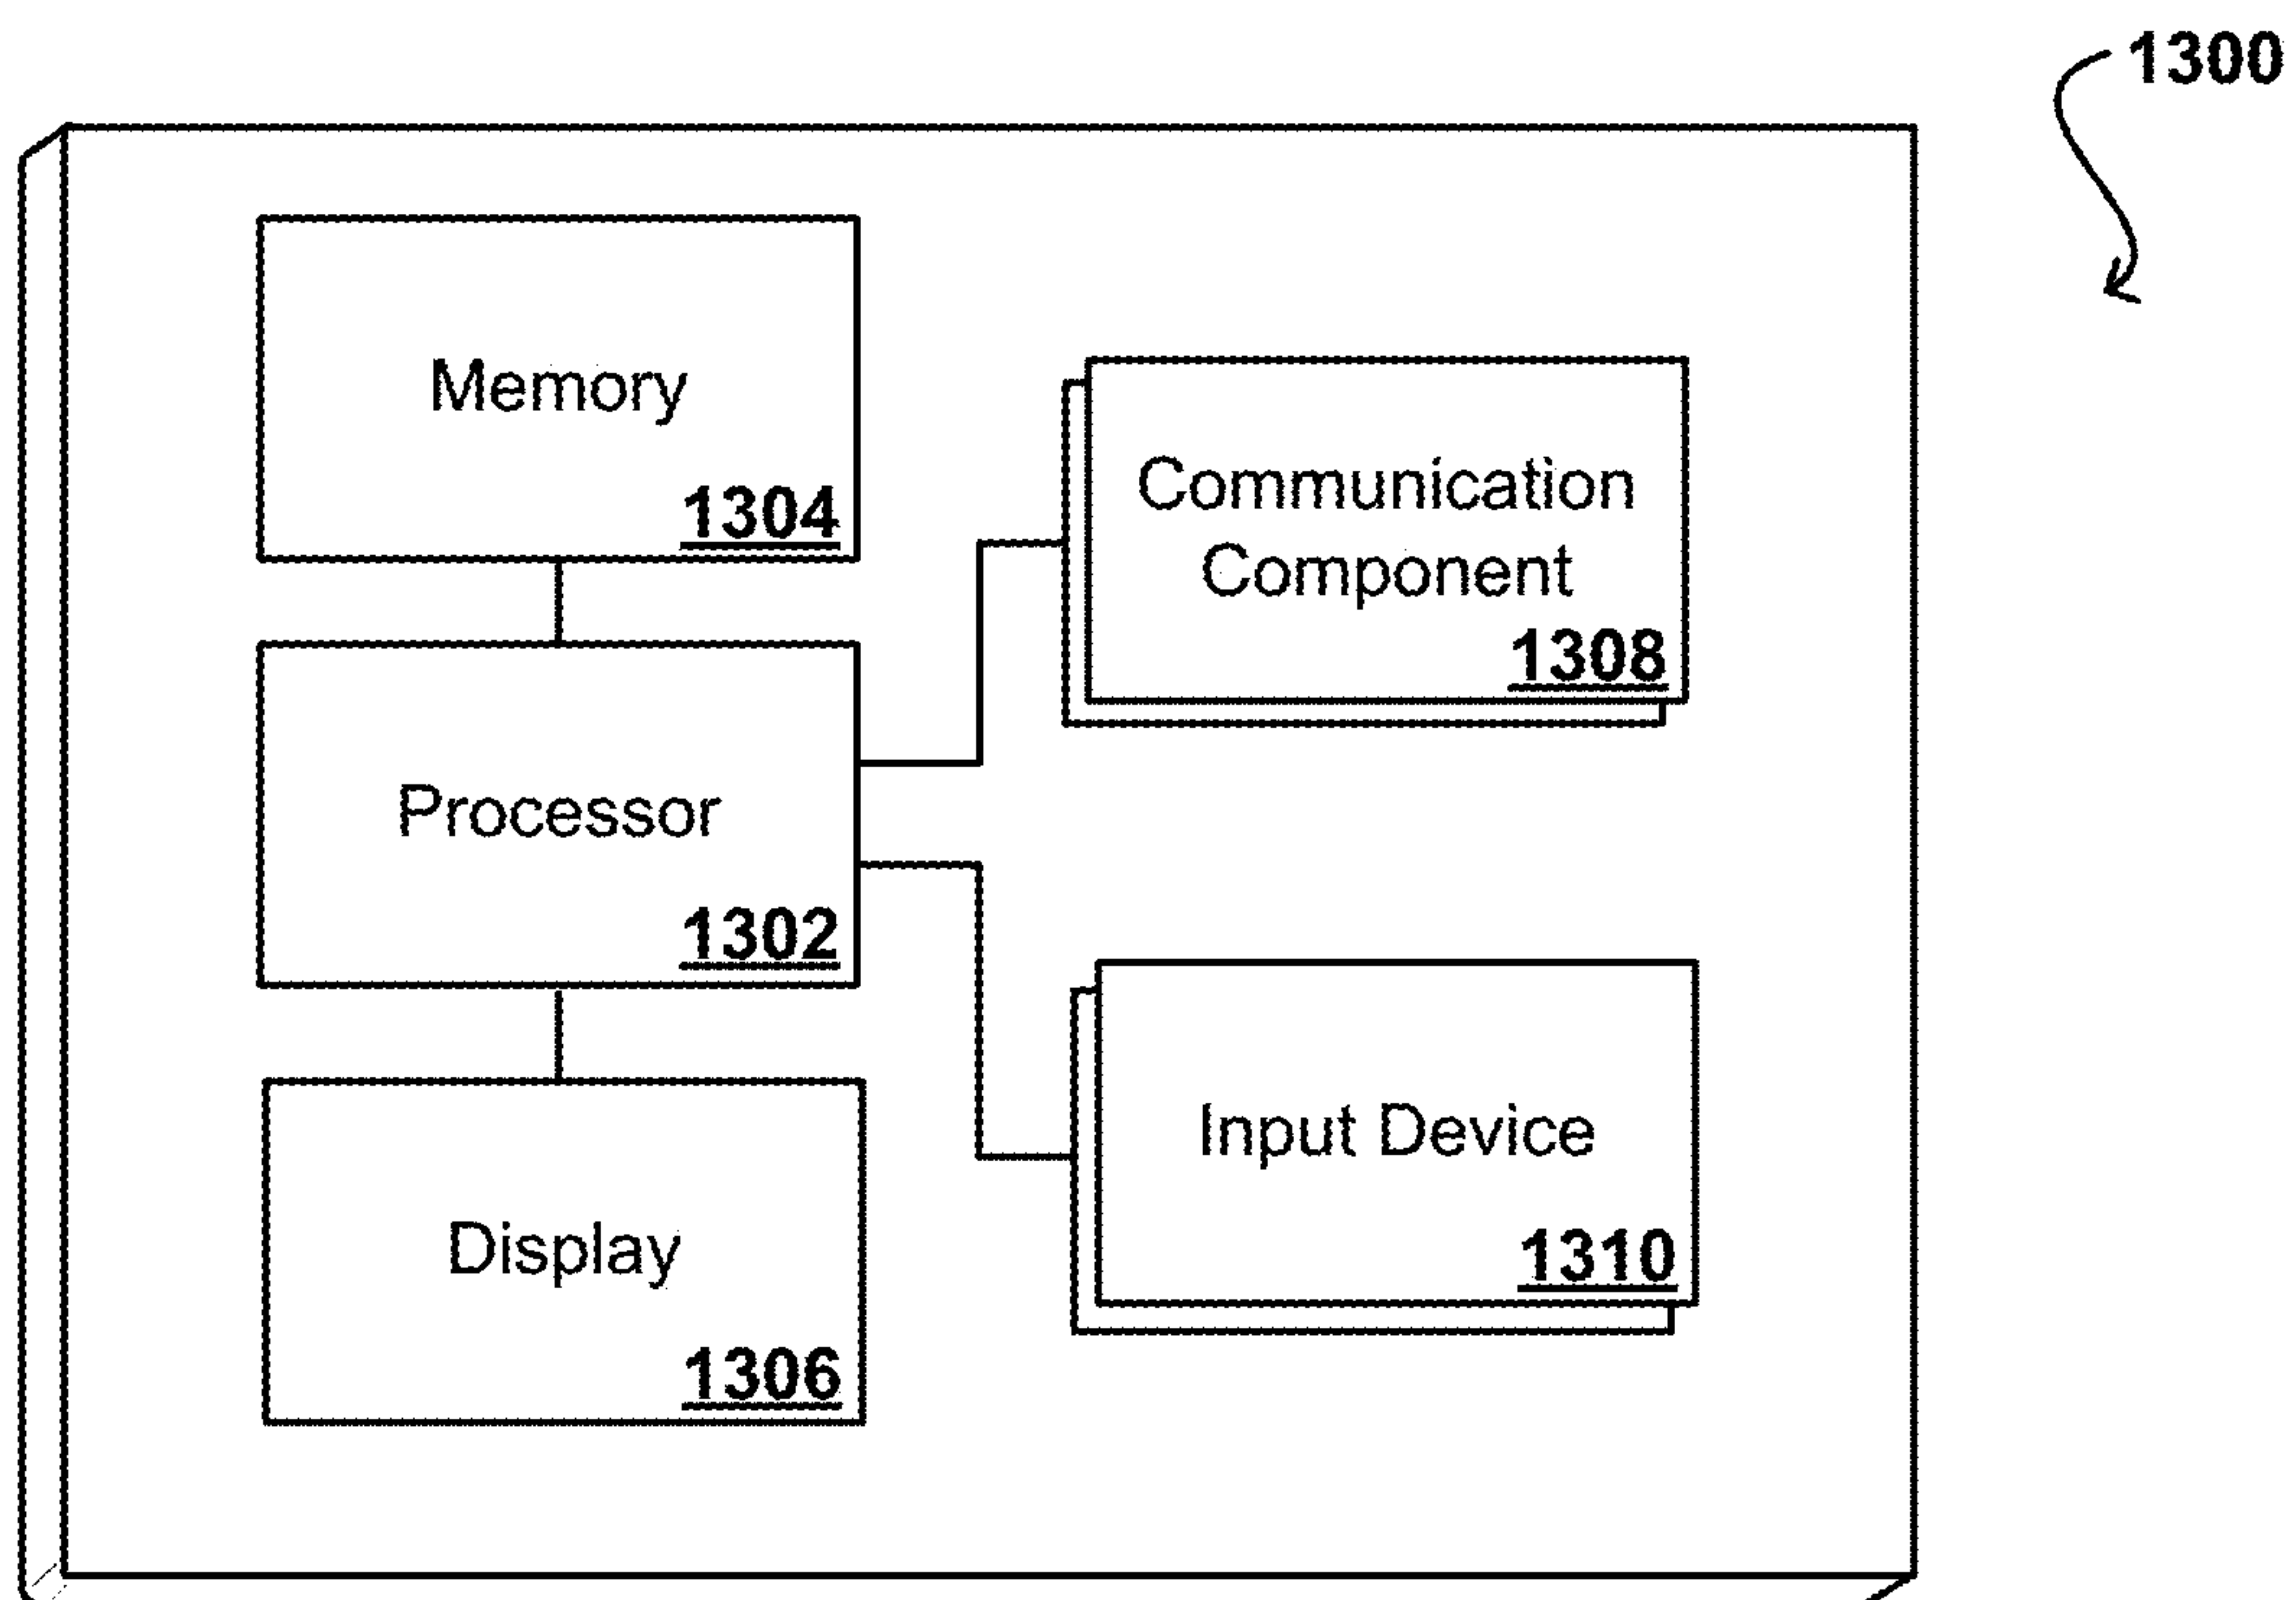 1300
Memory
1304
Communication
Component
1308
Processor
1302
Input Device
1310
Display
1306